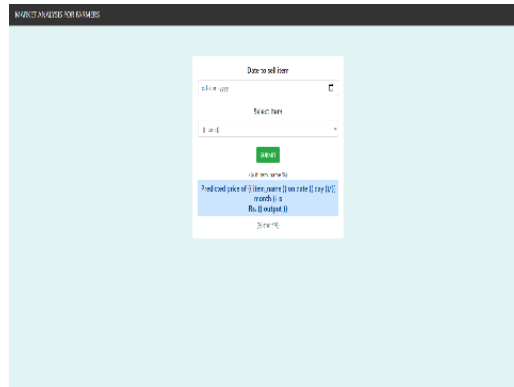 MARKET ANALYSIS FOR FARMERS
Date to sell item
Select Item
SUBMIT
Predicted price of {{ item_name }} on date {{ day }}/{{
month }} is
Rs. {{ output }}